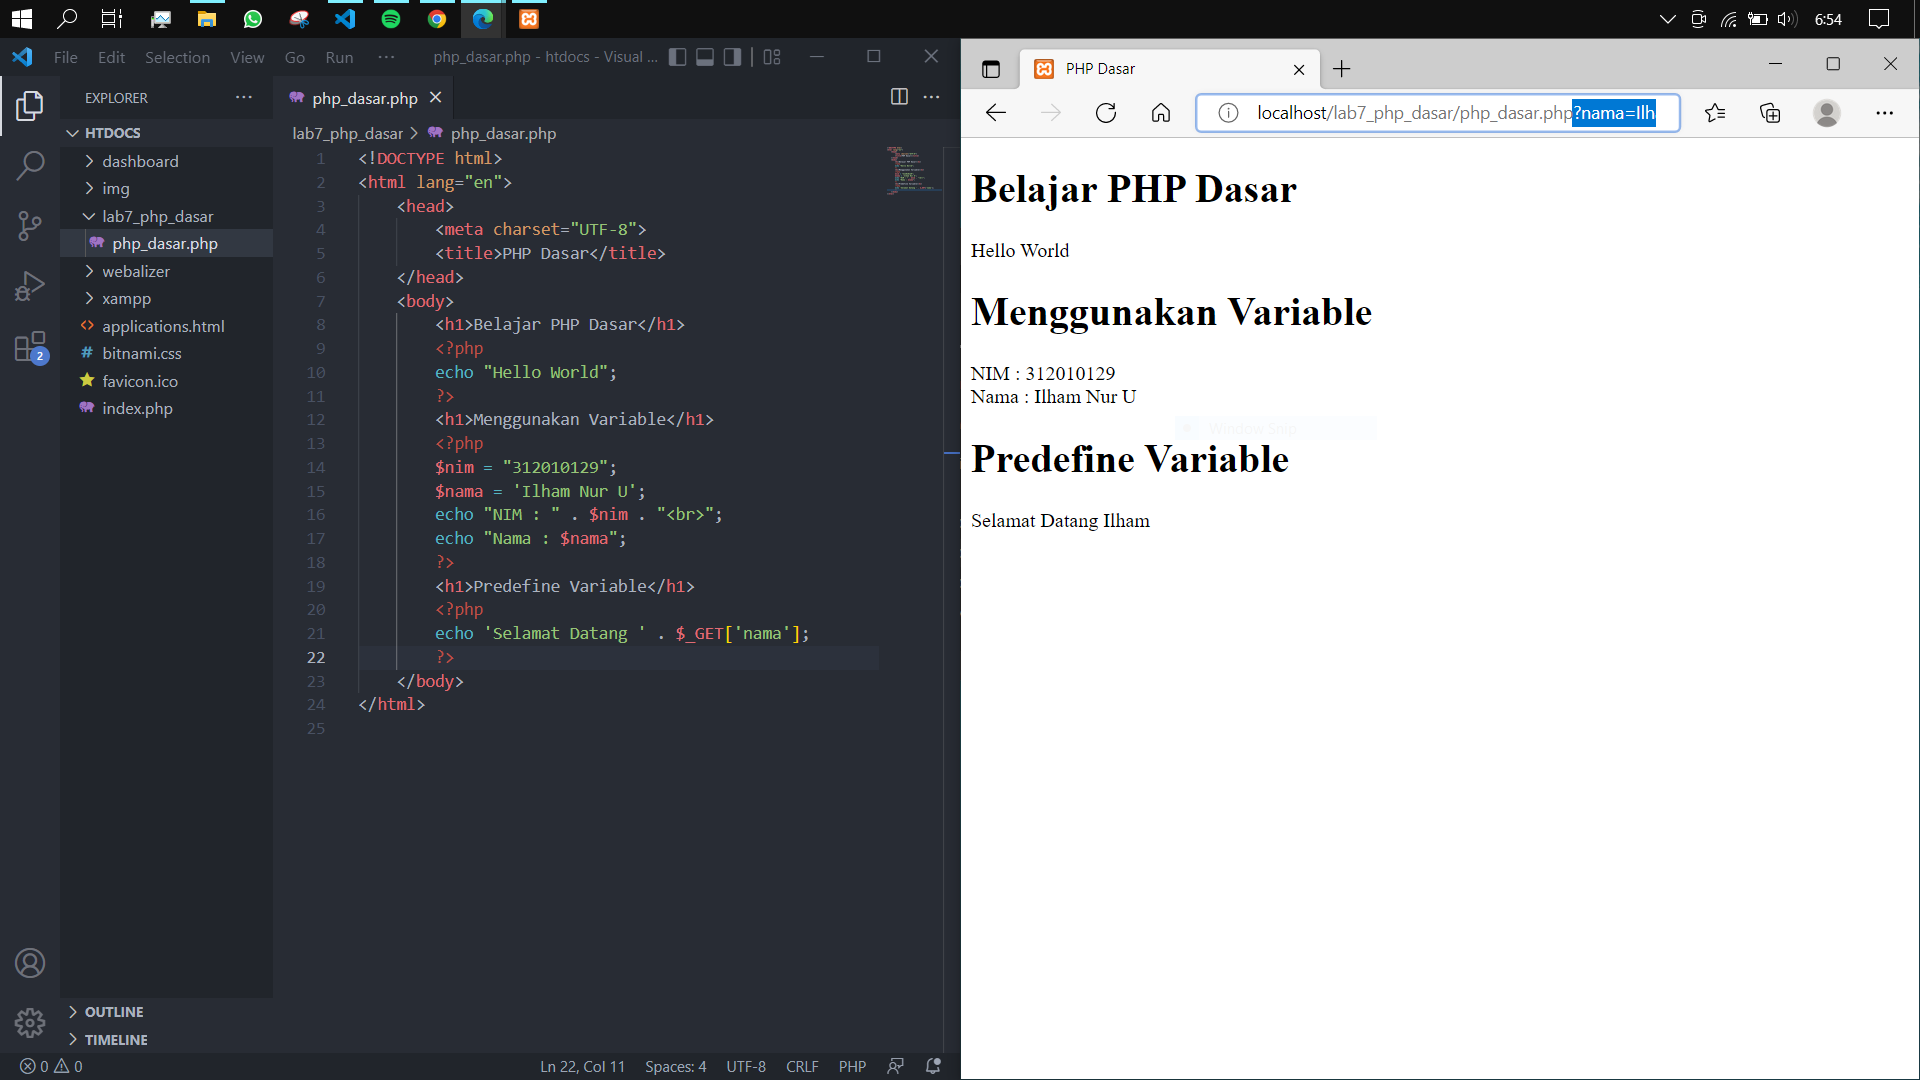 6:54
File Edit Selection View Go Run ··· php_dasar.php - htdocs - Visual ...
EXPLORER ···
HTDOCS
dashboard
img
lab7_php_dasar
php_dasar.php
webalizer
xampp
applications.html
bitnami.css
favicon.ico
index.php
2
OUTLINE
TIMELINE
php_dasar.php
lab7_php_dasar > php_dasar.php
1 <!DOCTYPE html>
2 <html lang="en">
3 <head>
4 <meta charset="UTF-8">
5 <title>PHP Dasar</title>
6 </head>
7 <body>
8 <h1>Belajar PHP Dasar</h1>
9 <?php
10 echo "Hello World";
11 ?>
12 <h1>Menggunakan Variable</h1>
13 <?php
14 $nim = "312010129";
15 $nama = 'Ilham Nur U';
16 echo "NIM : " . $nim . "<br>";
17 echo "Nama : $nama";
18 ?>
19 <h1>Predefine Variable</h1>
20 <?php
21 echo 'Selamat Datang ' . $_GET['nama'];
22 ?>
23 </body>
24 </html>
25
0 0 Ln 22, Col 11 Spaces: 4 UTF-8 CRLF PHP
PHP Dasar
localhost/lab7_php_dasar/php_dasar.php?nama=Ilh
Belajar PHP Dasar
Hello World
Menggunakan Variable
NIM : 312010129
Nama : Ilham Nur U
Window Snip
Predefine Variable
Selamat Datang Ilham